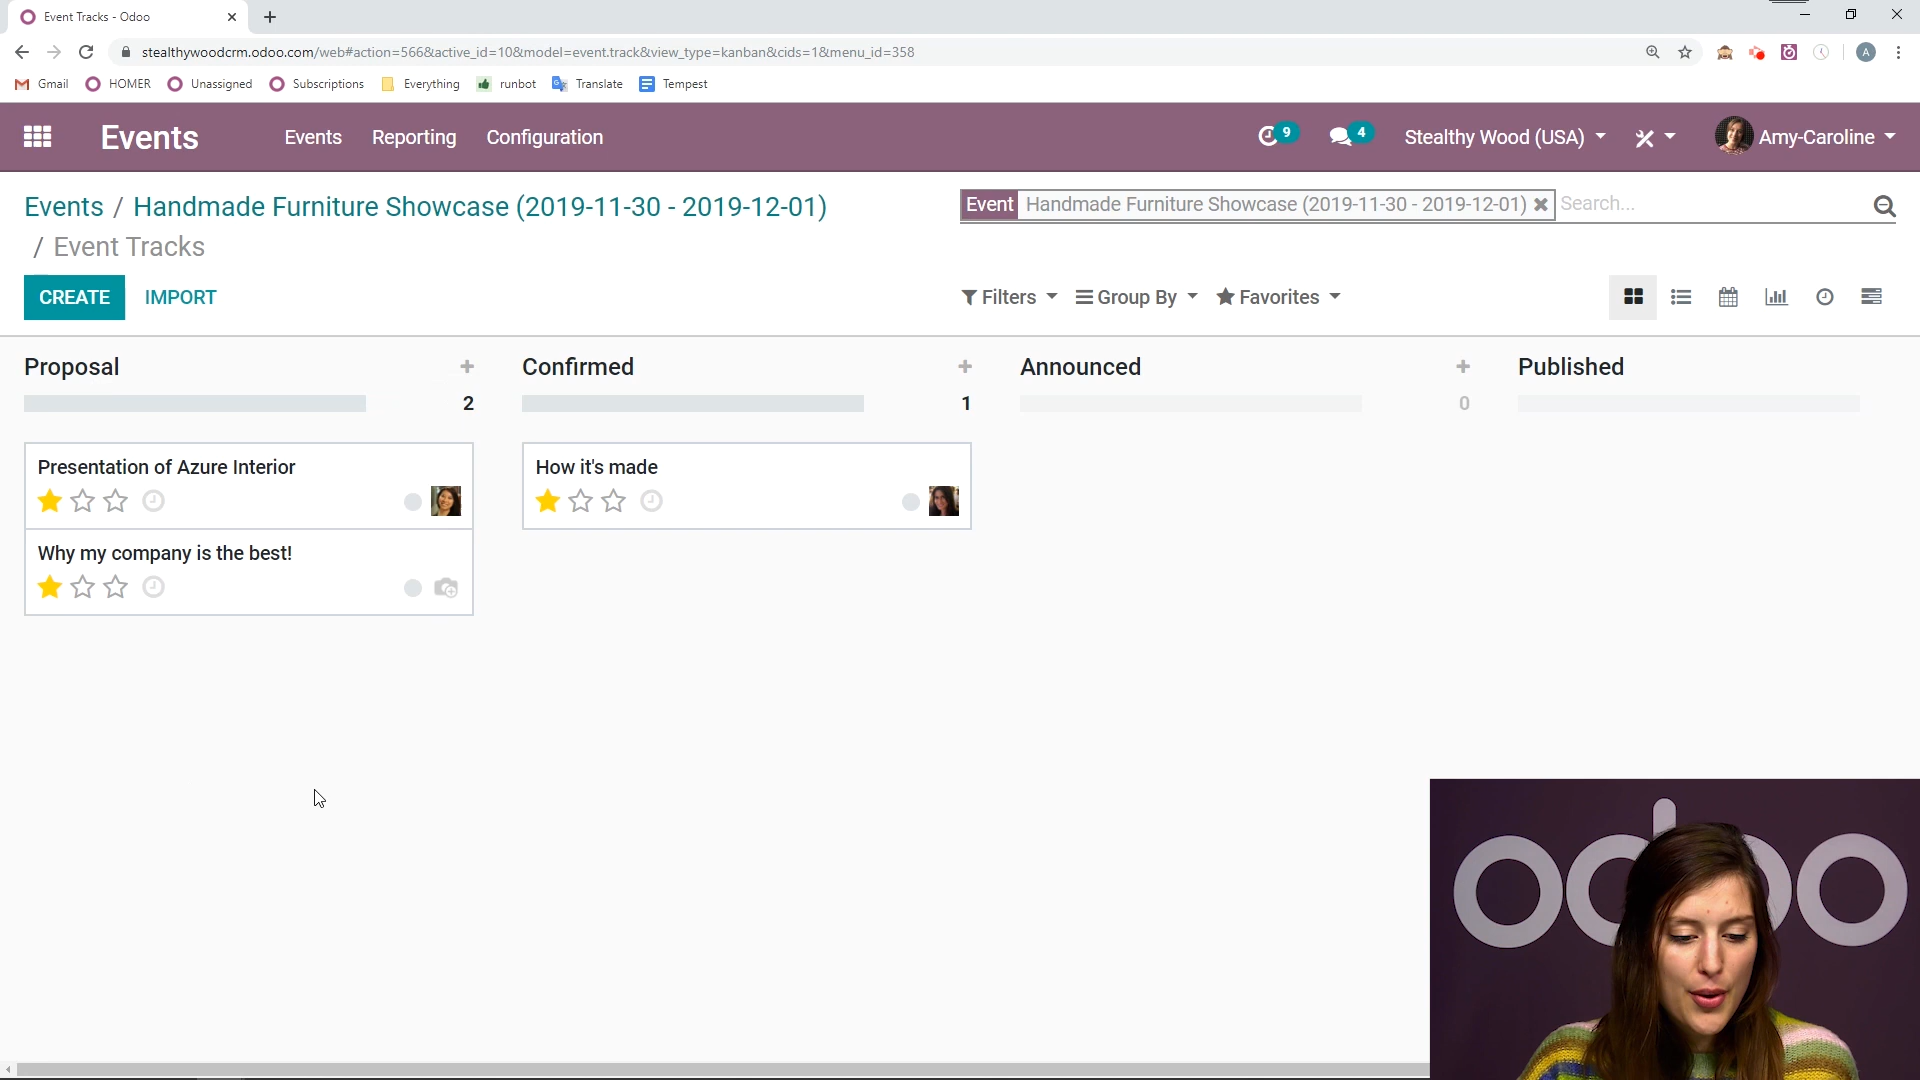 Event Tracks - Odoo
stealthywoodcrm.odoo.com/web#action=566&active_id=10&model=event.track&view_type=kanban&cids=1&menu_id=358
A
Gmail HOMER Unassigned Subscriptions Everything runbot Translate Tempest
Events Events Reporting Configuration 9 4 Stealthy Wood (USA) Amy-Caroline
Events / Handmade Furniture Showcase (2019-11-30 - 2019-12-01)
/ Event Tracks
Event Handmade Furniture Showcase (2019-11-30 - 2019-12-01) Search...
CREATE IMPORT
Filters Group By Favorites
Proposal + Confirmed + Announced + Published
2 1 0
Presentation of Azure Interior
Why my company is the best!
How it's made
odoo